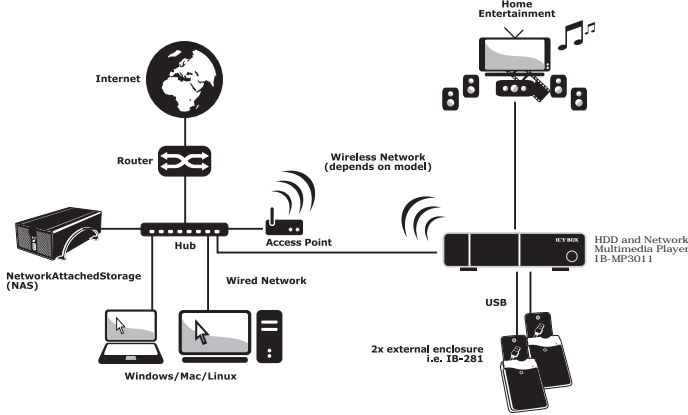 Home
Entertainment
Internet
Router
Wireless Network
(depends on model)
Hub
Access Point
ICY BOX
HDD and Network
Multimedia Player
IB-MP3011
NetworkAttachedStorage
(NAS)
Wired Network
USB
2x external enclosure
i.e. IB-281
Windows/Mac/Linux